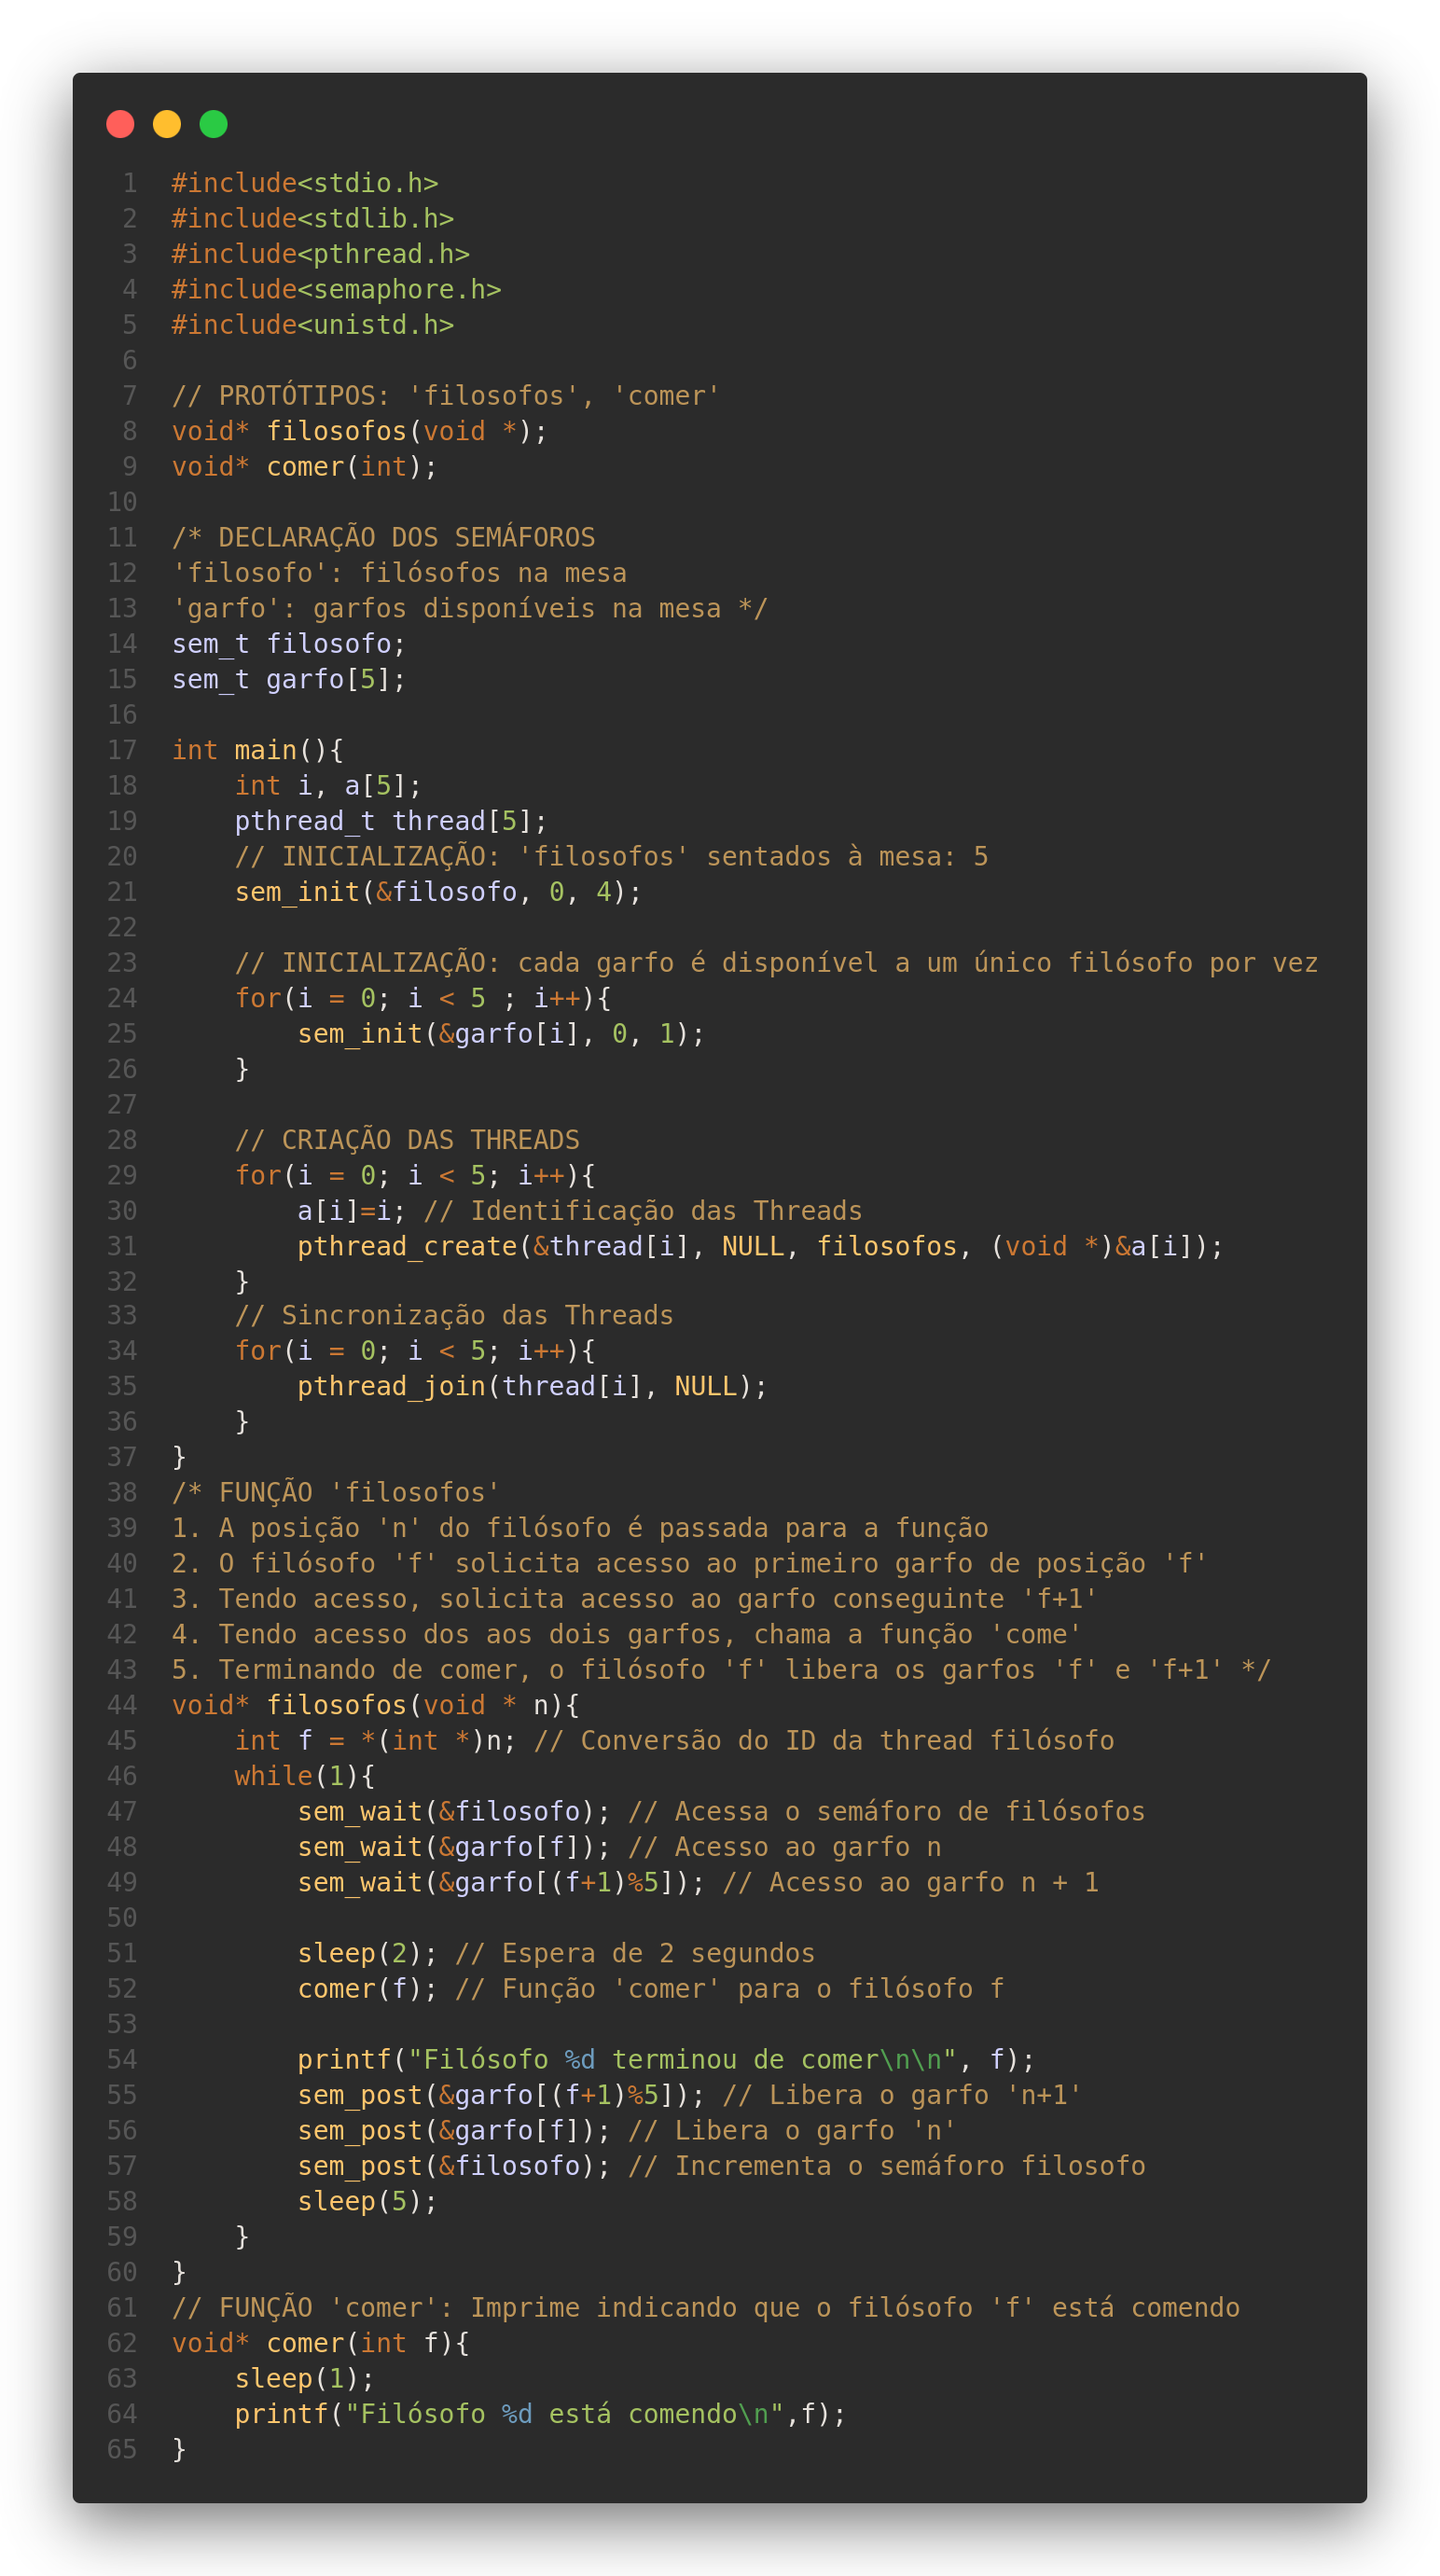 1 #include<stdio.h>
2 #include<stdlib.h>
3 #include<pthread.h>
4 #include<semaphore.h>
5 #include<unistd.h>
6
7 // PROTÓTIPOS: 'filosofos', 'comer'
8 void* filosofos(void *);
9 void* comer(int);
10
11 /* DECLARAÇÃO DOS SEMÁFOROS
12 'filosofo': filósofos na mesa
13 'garfo': garfos disponíveis na mesa */
14 sem_t filosofo;
15 sem_t garfo[5];
16
17 int main(){
18     int i, a[5];
19     pthread_t thread[5];
20     // INICIALIZAÇÃO: 'filosofos' sentados à mesa: 5
21     sem_init(&filosofo, 0, 4);
22
23     // INICIALIZAÇÃO: cada garfo é disponível a um único filósofo por vez
24     for(i = 0; i < 5 ; i++){
25         sem_init(&garfo[i], 0, 1);
26     }
27
28     // CRIAÇÃO DAS THREADS
29     for(i = 0; i < 5; i++){
30         a[i]=i; // Identificação das Threads
31         pthread_create(&thread[i], NULL, filosofos, (void *)&a[i]);
32     }
33     // Sincronização das Threads
34     for(i = 0; i < 5; i++){
35         pthread_join(thread[i], NULL);
36     }
37 }
38 /* FUNÇÃO 'filosofos'
39 1. A posição 'n' do filósofo é passada para a função
40 2. O filósofo 'f' solicita acesso ao primeiro garfo de posição 'f'
41 3. Tendo acesso, solicita acesso ao garfo conseguinte 'f+1'
42 4. Tendo acesso dos aos dois garfos, chama a função 'come'
43 5. Terminando de comer, o filósofo 'f' libera os garfos 'f' e 'f+1' */
44 void* filosofos(void * n){
45     int f = *(int *)n; // Conversão do ID da thread filósofo
46     while(1){
47         sem_wait(&filosofo); // Acessa o semáforo de filósofos
48         sem_wait(&garfo[f]); // Acesso ao garfo n
49         sem_wait(&garfo[(f+1)%5]); // Acesso ao garfo n + 1
50
51         sleep(2); // Espera de 2 segundos
52         comer(f); // Função 'comer' para o filósofo f
53
54         printf("Filósofo %d terminou de comer\n\n", f);
55         sem_post(&garfo[(f+1)%5]); // Libera o garfo 'n+1'
56         sem_post(&garfo[f]); // Libera o garfo 'n'
57         sem_post(&filosofo); // Incrementa o semáforo filosofo
58         sleep(5);
59     }
60 }
61 // FUNÇÃO 'comer': Imprime indicando que o filósofo 'f' está comendo
62 void* comer(int f){
63     sleep(1);
64     printf("Filósofo %d está comendo\n",f);
65 }